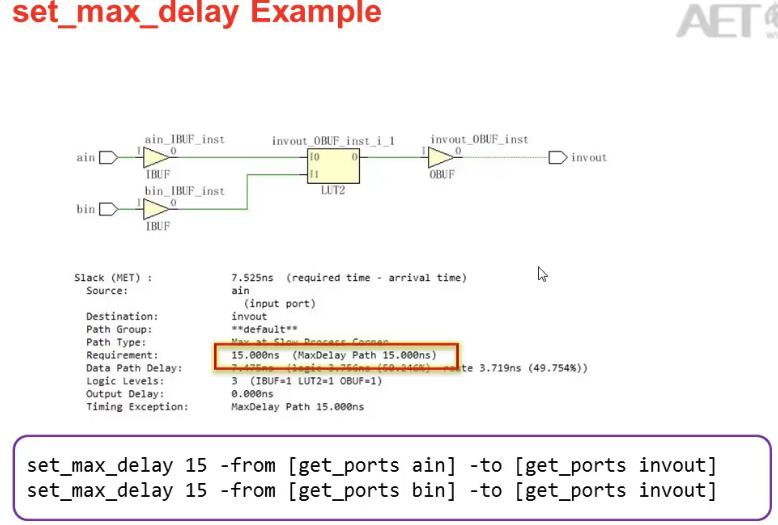 set_max_delay Example
AET
ain_IBUF_inst
invout_OBUF_inst_i_1
invout_OBUF_inst
ain
I
O
IBUF
I0
O
I1
LUT2
I
O
OBUF
invout
bin_IBUF_inst
bin
I
O
IBUF
Slack (MET) : 7.525ns (required time - arrival time)
Source: ain
(input port)
Destination: invout
Path Group: **default**
Path Type: Max at Slow Process Corner
Requirement: 15.000ns (MaxDelay Path 15.000ns)
Data Path Delay: 7.475ns (logic 3.756ns (50.246%) route 3.719ns (49.754%))
Logic Levels: 3 (IBUF=1 LUT2=1 OBUF=1)
Output Delay: 0.000ns
Timing Exception: MaxDelay Path 15.000ns
set_max_delay 15 -from [get_ports ain] -to [get_ports invout]
set_max_delay 15 -from [get_ports bin] -to [get_ports invout]